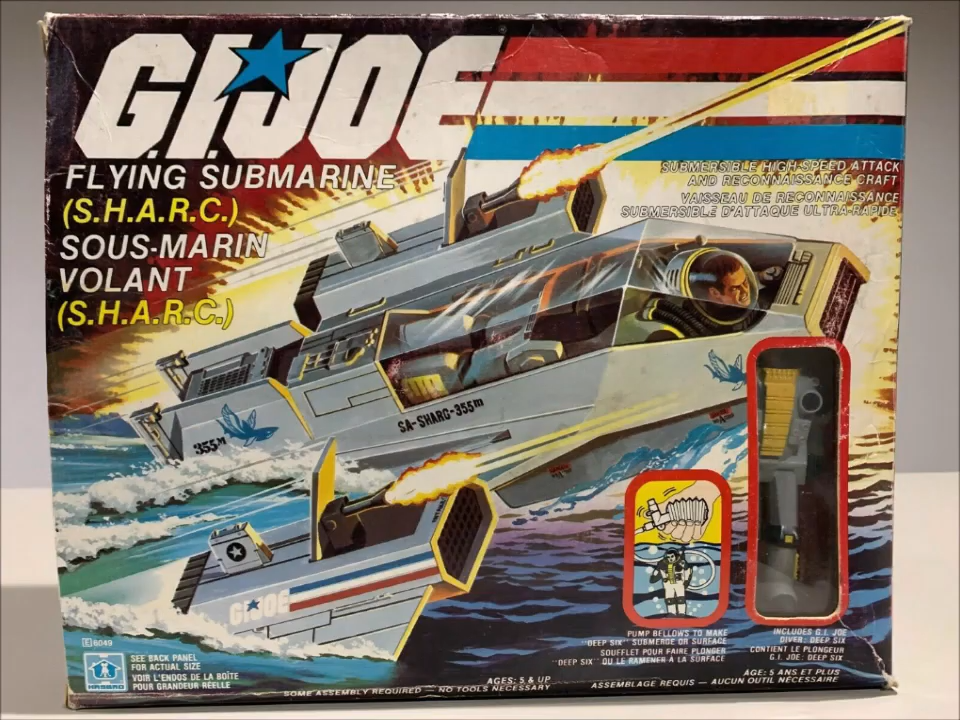 G.I.JOE
FLYING SUBMARINE
(S.H.A.R.C.)
SOUS-MARIN
VOLANT
(S.H.A.R.C.)
SUBMERSIBLE HIGH-SPEED ATTACK
AND RECONNAISSANCE CRAFT
VAISSEAU DE RECONNAISSANCE
SUBMERSIBLE D'ATTAQUE ULTRA-RAPIDE
SA-SHARC-355m
355M
G.I.JOE
PUMP BELLOWS TO MAKE
"DEEP SIX" SUBMERGE OR SURFACE
SOUFFLET POUR FAIRE PLONGER
"DEEP SIX" OU LE RAMENER A LA SURFACE
INCLUDES G.I. JOE
DIVER: DEEP SIX
CONTIENT LE PLONGEUR
G.I. JOE: DEEP SIX
E6049
HASBRO
SEE BACK PANEL
FOR ACTUAL SIZE
VOIR L'ENDOS DE LA BOÎTE
POUR GRANDEUR RÉELLE
AGES: 5 & UP
SOME ASSEMBLY REQUIRED — NO TOOLS NECESSARY
AGE: 5 ANS ET PLUS
ASSEMBLAGE REQUIS — AUCUN OUTIL NÉCESSAIRE